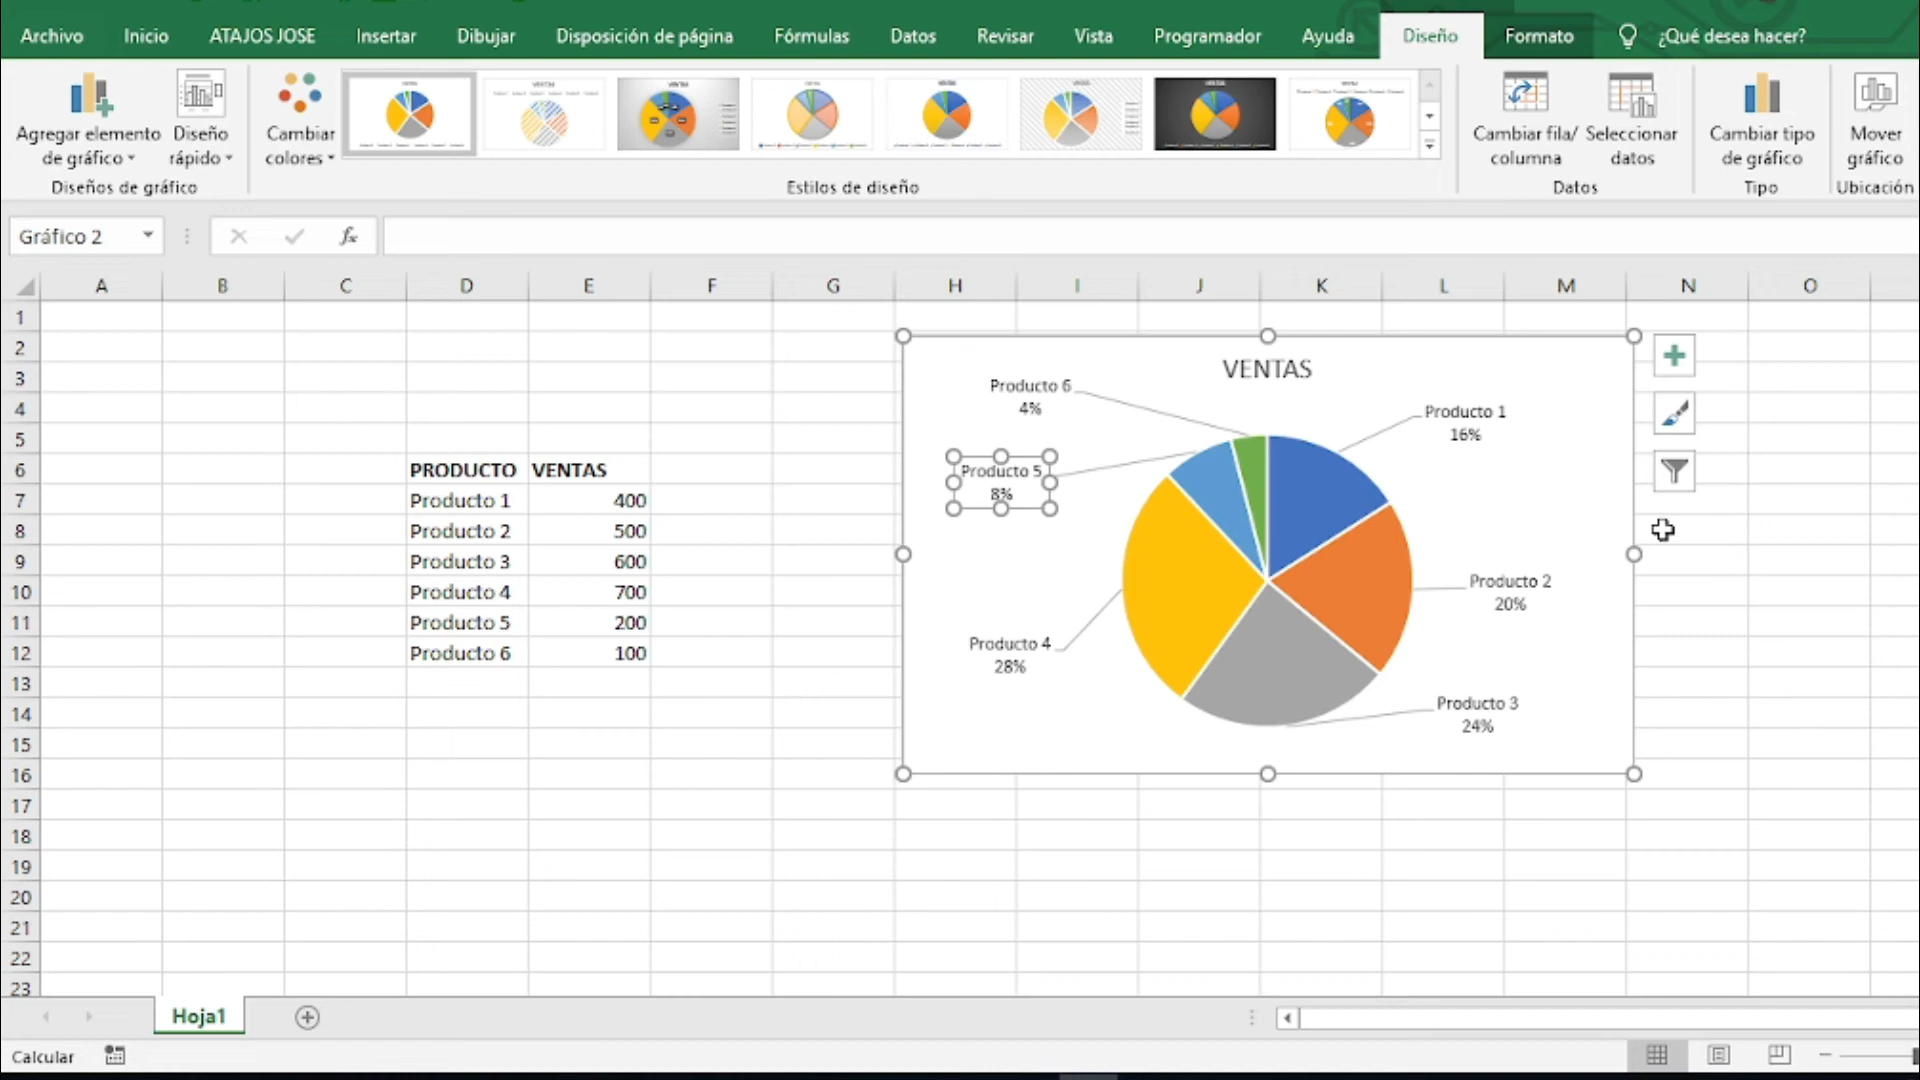 Archivo Inicio ATAJOS JOSE Insertar Dibujar Disposición de página Fórmulas Datos Revisar Vista Programador Ayuda Diseño Formato ¿Qué desea hacer?
Agregar elemento de gráfico
Diseño rápido
Cambiar colores
Cambiar fila/ columna
Seleccionar datos
Cambiar tipo de gráfico
Mover gráfico
Diseños de gráfico Estilos de diseño Datos Tipo Ubicación
Gráfico 2 fx
A B C D E F G H I J K L M N O
1
2
3
4
5
6 PRODUCTO VENTAS
7 Producto 1 400
8 Producto 2 500
9 Producto 3 600
10 Producto 4 700
11 Producto 5 200
12 Producto 6 100
13
14
15
16
17
18
19
20
21
22
23
VENTAS
Producto 6
4%
Producto 1
16%
Producto 5
8%
Producto 2
20%
Producto 4
28%
Producto 3
24%
Hoja1
Calcular